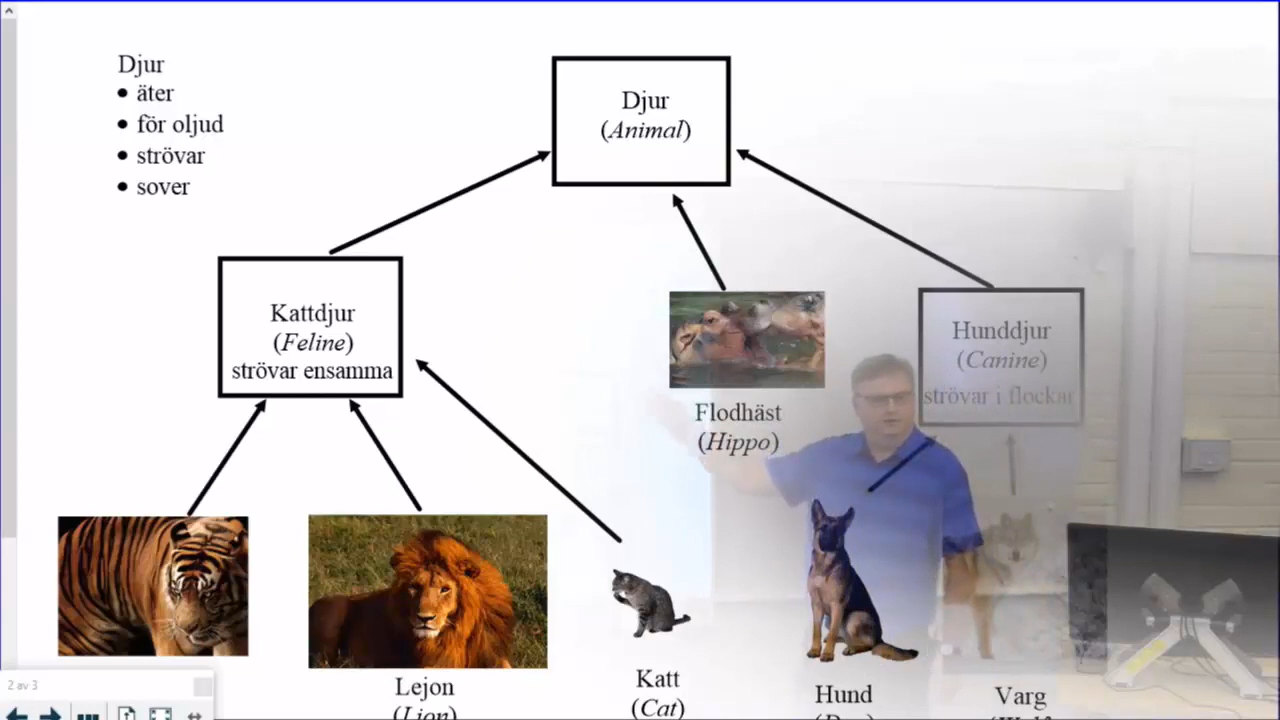 Djur
• äter
• för oljud
• strövar
• sover
Djur
(Animal)
Kattdjur
(Feline)
strövar ensamma
Hunddjur
(Canine)
strövar i flockar
Flodhäst
(Hippo)
Lejon
(Lion)
Katt
(Cat)
Hund
Varg
2 av 3